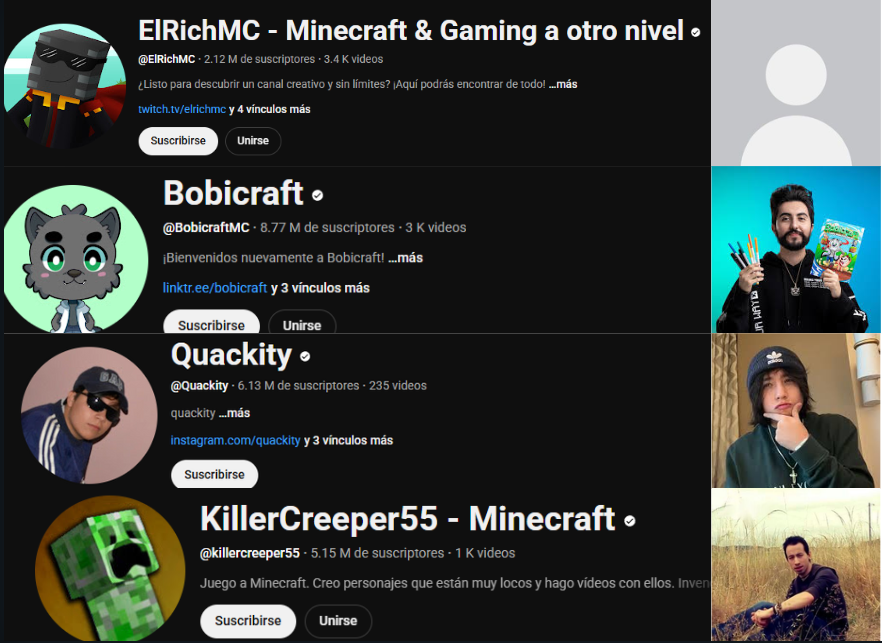 ElRichMC - Minecraft & Gaming a otro nivel
@ElRichMC · 2.12 M de suscriptores · 3.4 K videos
¿Listo para descubrir un canal creativo y sin límites? ¡Aquí podrás encontrar de todo! ...más
twitch.tv/elrichmc y 4 vínculos más
Suscribirse Unirse
Bobicraft
@BobicraftMC · 8.77 M de suscriptores · 3 K videos
¡Bienvenidos nuevamente a Bobicraft! ...más
linktr.ee/bobicraft y 3 vínculos más
Suscribirse Unirse
Quackity
@Quackity · 6.13 M de suscriptores · 235 videos
quackity ...más
instagram.com/quackity y 3 vínculos más
Suscribirse
adidas
KillerCreeper55 - Minecraft
@killercreeper55 · 5.15 M de suscriptores · 1 K videos
Juego a Minecraft. Creo personajes que están muy locos y hago vídeos con ellos.
Suscribirse Unirse